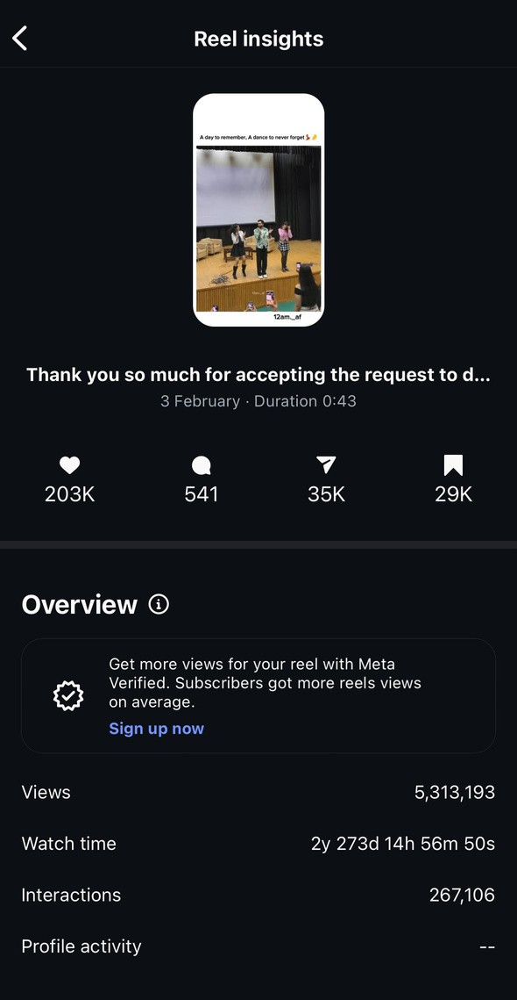 Reel insights
A day to remember, A dance to never forget💃🤌
12am._af
Thank you so much for accepting the request to d...
3 February · Duration 0:43
203K
541
35K
29K
Overview
Get more views for your reel with Meta
Verified. Subscribers got more reels views
on average.
Sign up now
Views 5,313,193
Watch time 2y 273d 14h 56m 50s
Interactions 267,106
Profile activity --